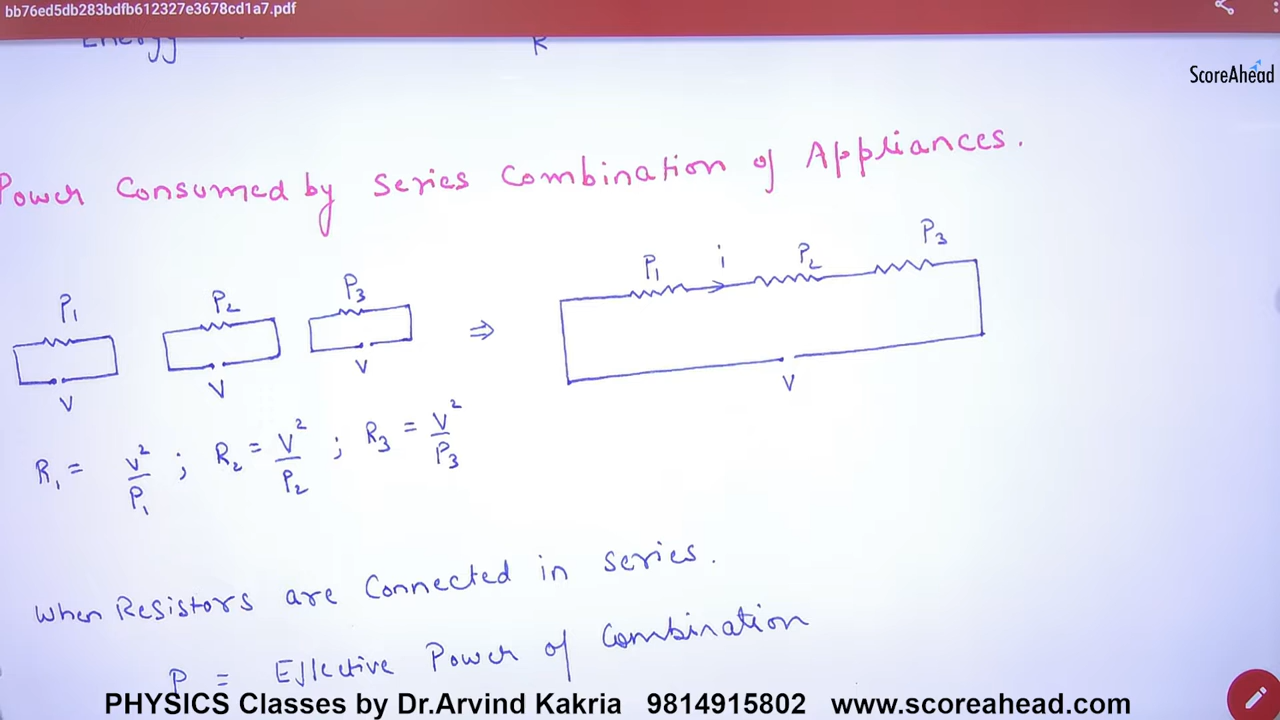 bb76ed5db283bdfb612327e3678cd1a7.pdf
Energy R
ScoreAhead
Power Consumed by Series Combination of Appliances.
P₁ P₂ P₃ ⇒ P₁ i P₂ P₃
V V V V
R₁ = V²/P₁ ; R₂ = V²/P₂ ; R₃ = V²/P₃
When Resistors are Connected in series.
P = Effective Power of Combination
PHYSICS Classes by Dr.Arvind Kakria 9814915802 www.scoreahead.com